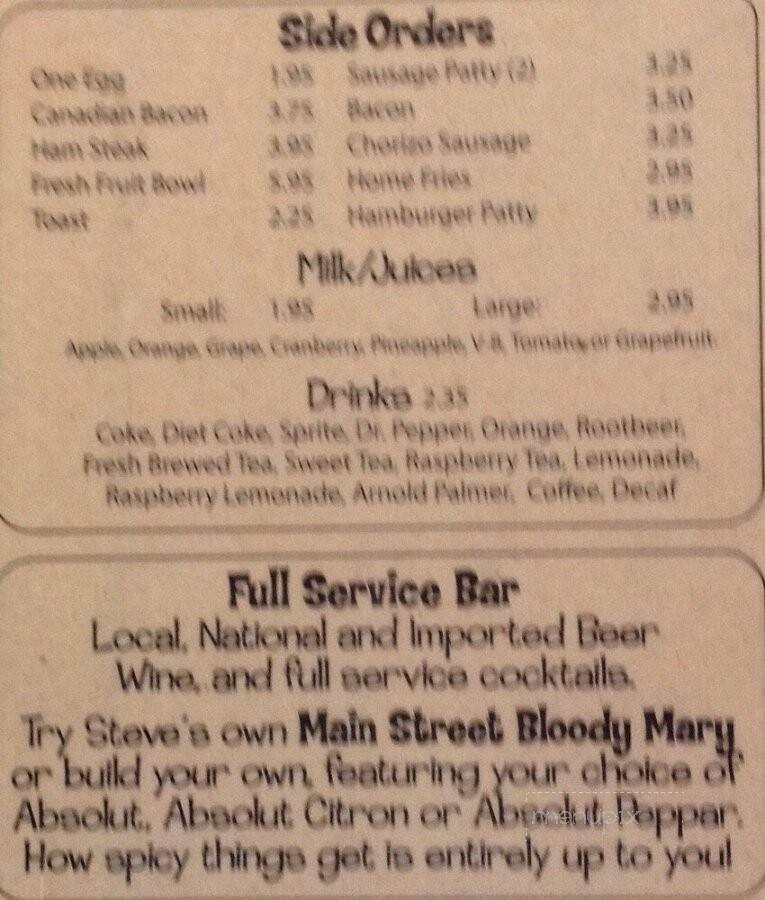 Side Orders
One Egg 1.95 Sausage Patty (2) 3.25
Canadian Bacon 3.75 Bacon 3.50
Ham Steak 3.95 Chorizo Sausage 3.25
Fresh Fruit Bowl 5.95 Home Fries 2.95
Toast 2.25 Hamburger Patty 3.95
Milk/Juices
Small: 1.95 Large: 2.95
Apple, Orange, Grape, Cranberry, Pineapple, V-8, Tomato, or Grapefruit
Drinks 2.35
Coke, Diet Coke, Sprite, Dr. Pepper, Orange, Rootbeer,
Fresh Brewed Tea, Sweet Tea, Raspberry Tea, Lemonade,
Raspberry Lemonade, Arnold Palmer, Coffee, Decaf
Full Service Bar
Local, National and Imported Beer
Wine, and full service cocktails.
Try Steve's own Main Street Bloody Mary,
or build your own, featuring your choice of
Absolut, Absolut Citron or Absolut Peppar.
How spicy things get is entirely up to you!